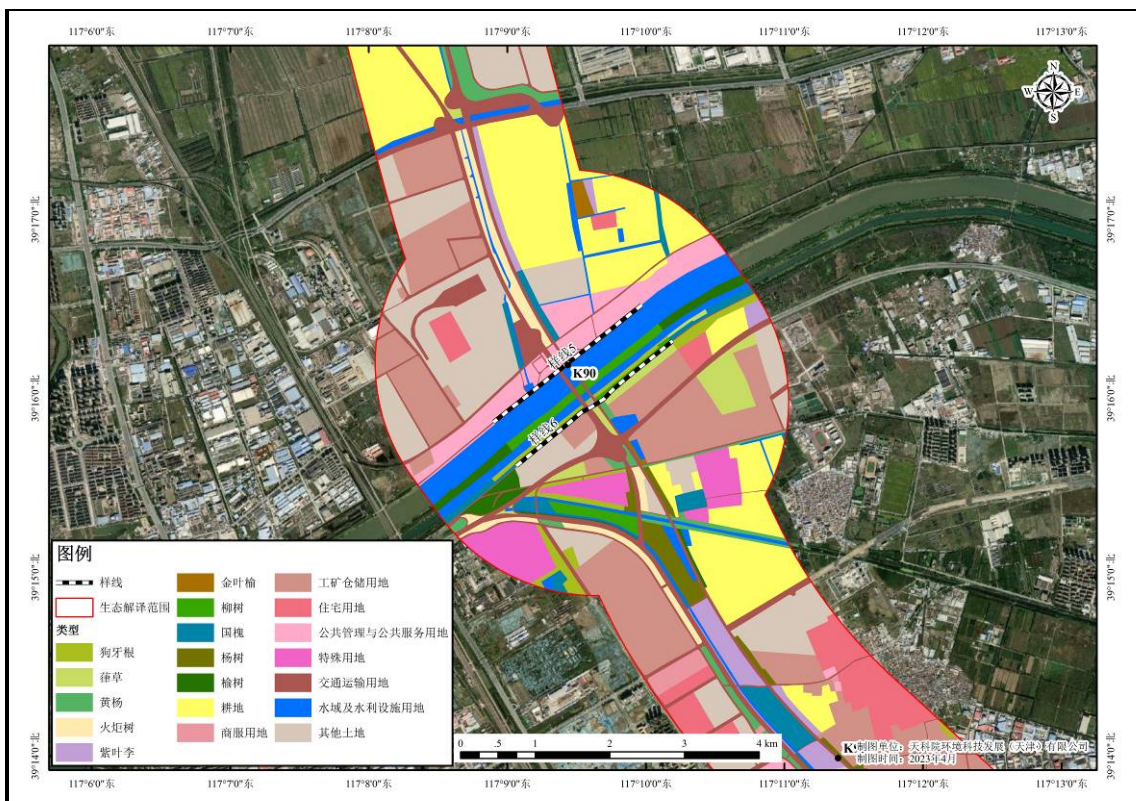 117°6'0"东 117°7'0"东 117°8'0"东 117°9'0"东 117°10'0"东 117°11'0"东 117°12'0"东 117°13'0"东
N
W E
S
39°17'0"北 39°17'0"北
样线5
K90
39°16'0"北 39°16'0"北
样线6
39°15'0"北 39°15'0"北
图例
样线
生态解译范围
类型
狗牙根
葎草
黄杨
火炬树
紫叶李
金叶榆
柳树
国槐
杨树
榆树
耕地
商服用地
工矿仓储用地
住宅用地
公共管理与公共服务用地
特殊用地
交通运输用地
水域及水利设施用地
其他土地
0 .5 1 2 3 4 km
制图单位：天科院环境科技发展（天津）有限公司
制图时间：2023年4月
39°14'0"北 39°14'0"北
117°6'0"东 117°7'0"东 117°8'0"东 117°9'0"东 117°10'0"东 117°11'0"东 117°12'0"东 117°13'0"东